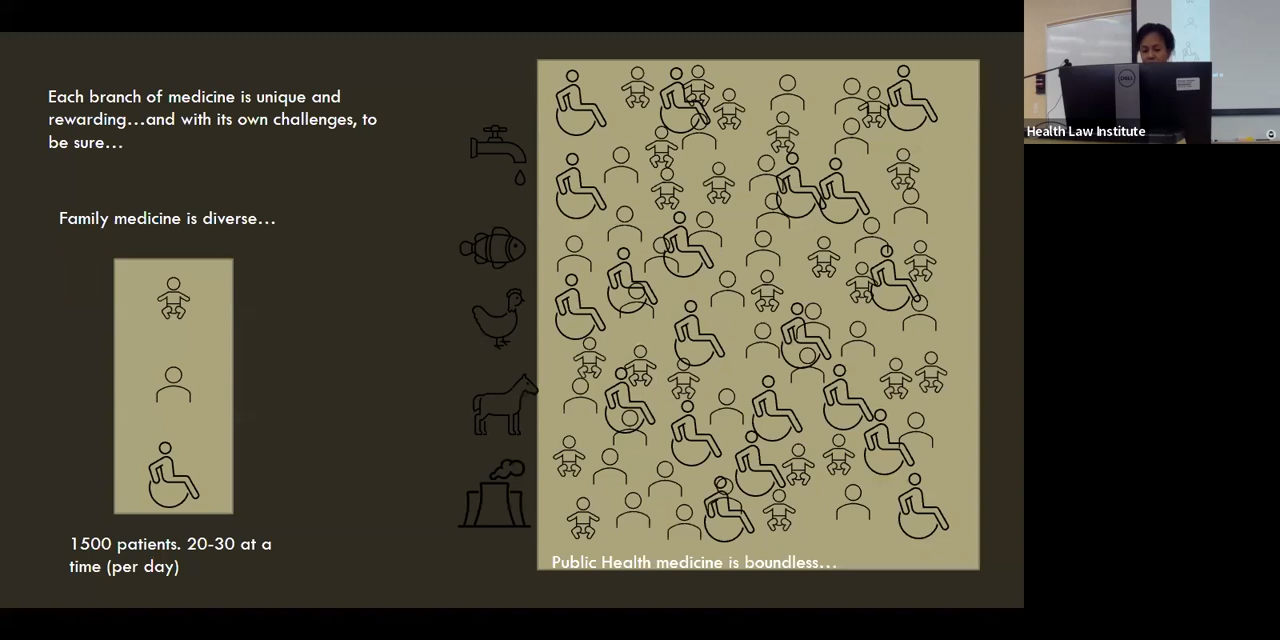 Each branch of medicine is unique and
rewarding...and with its own challenges, to
be sure...
Family medicine is diverse...
1500 patients. 20-30 at a
time (per day)
Public Health medicine is boundless...
DELL
Health Law Institute